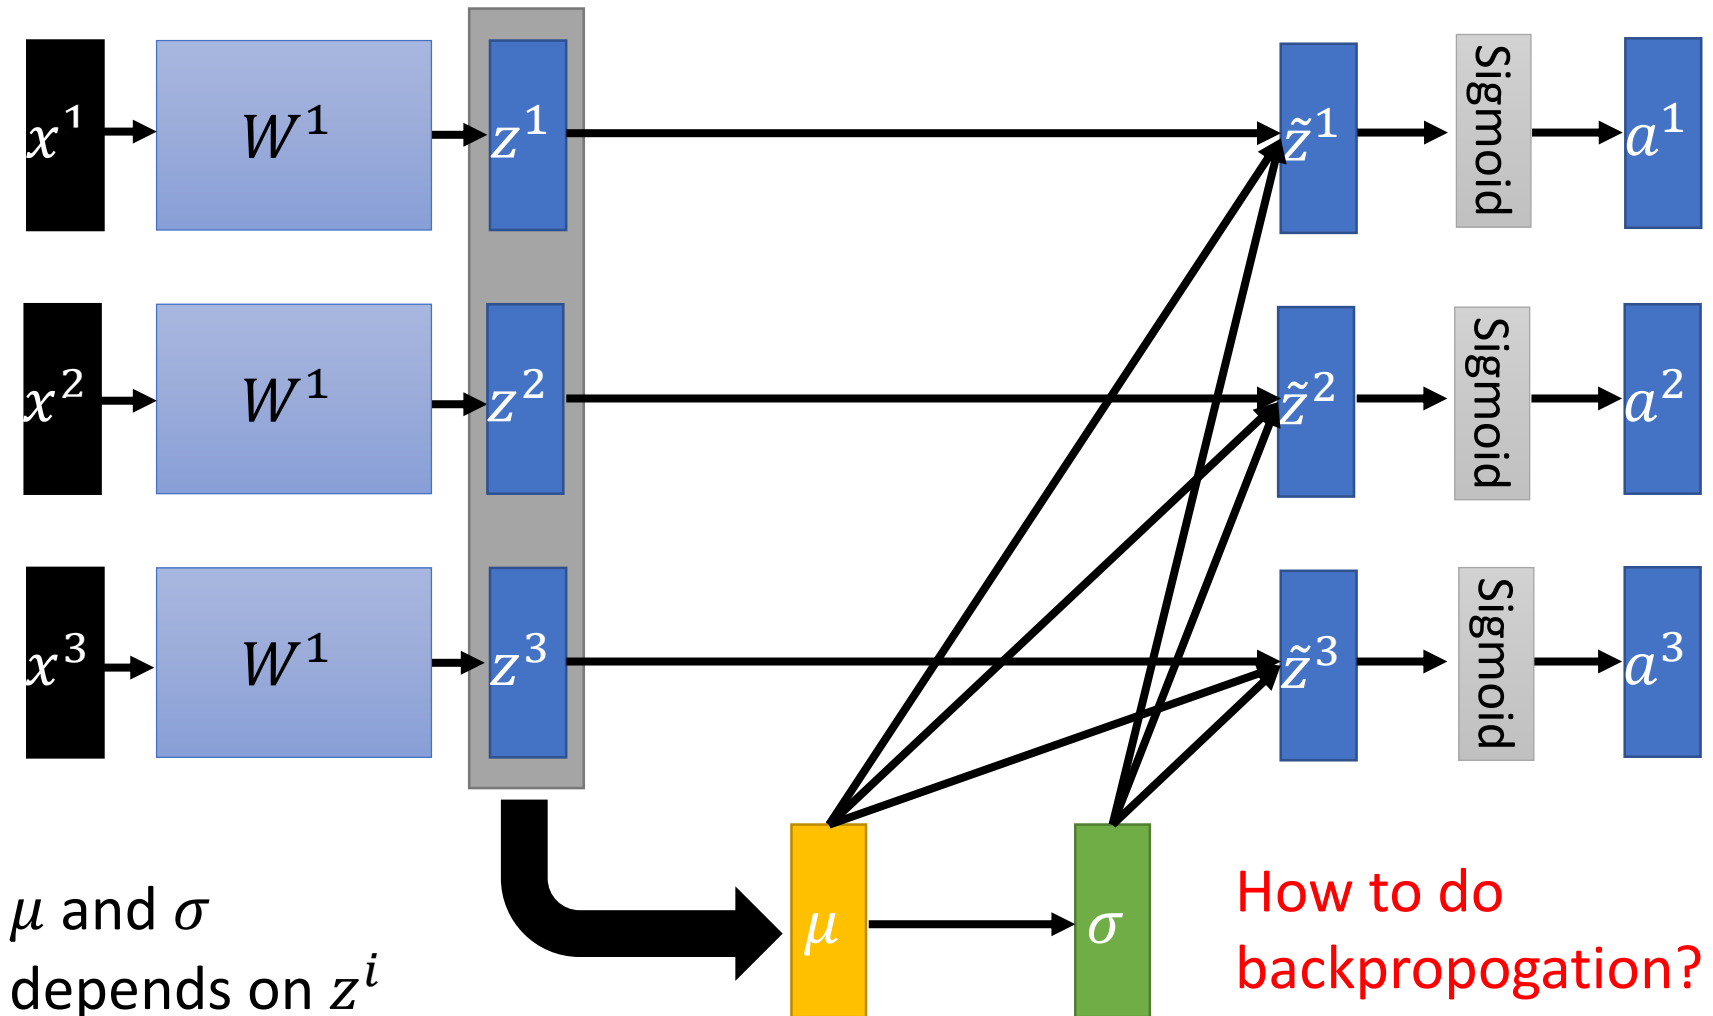 x¹ W¹ z¹ z̃¹ Sigmoid a¹
x² W¹ z² z̃² Sigmoid a²
x³ W¹ z³ z̃³ Sigmoid a³
μ σ
μ and σ
depends on zⁱ
How to do
backpropogation?